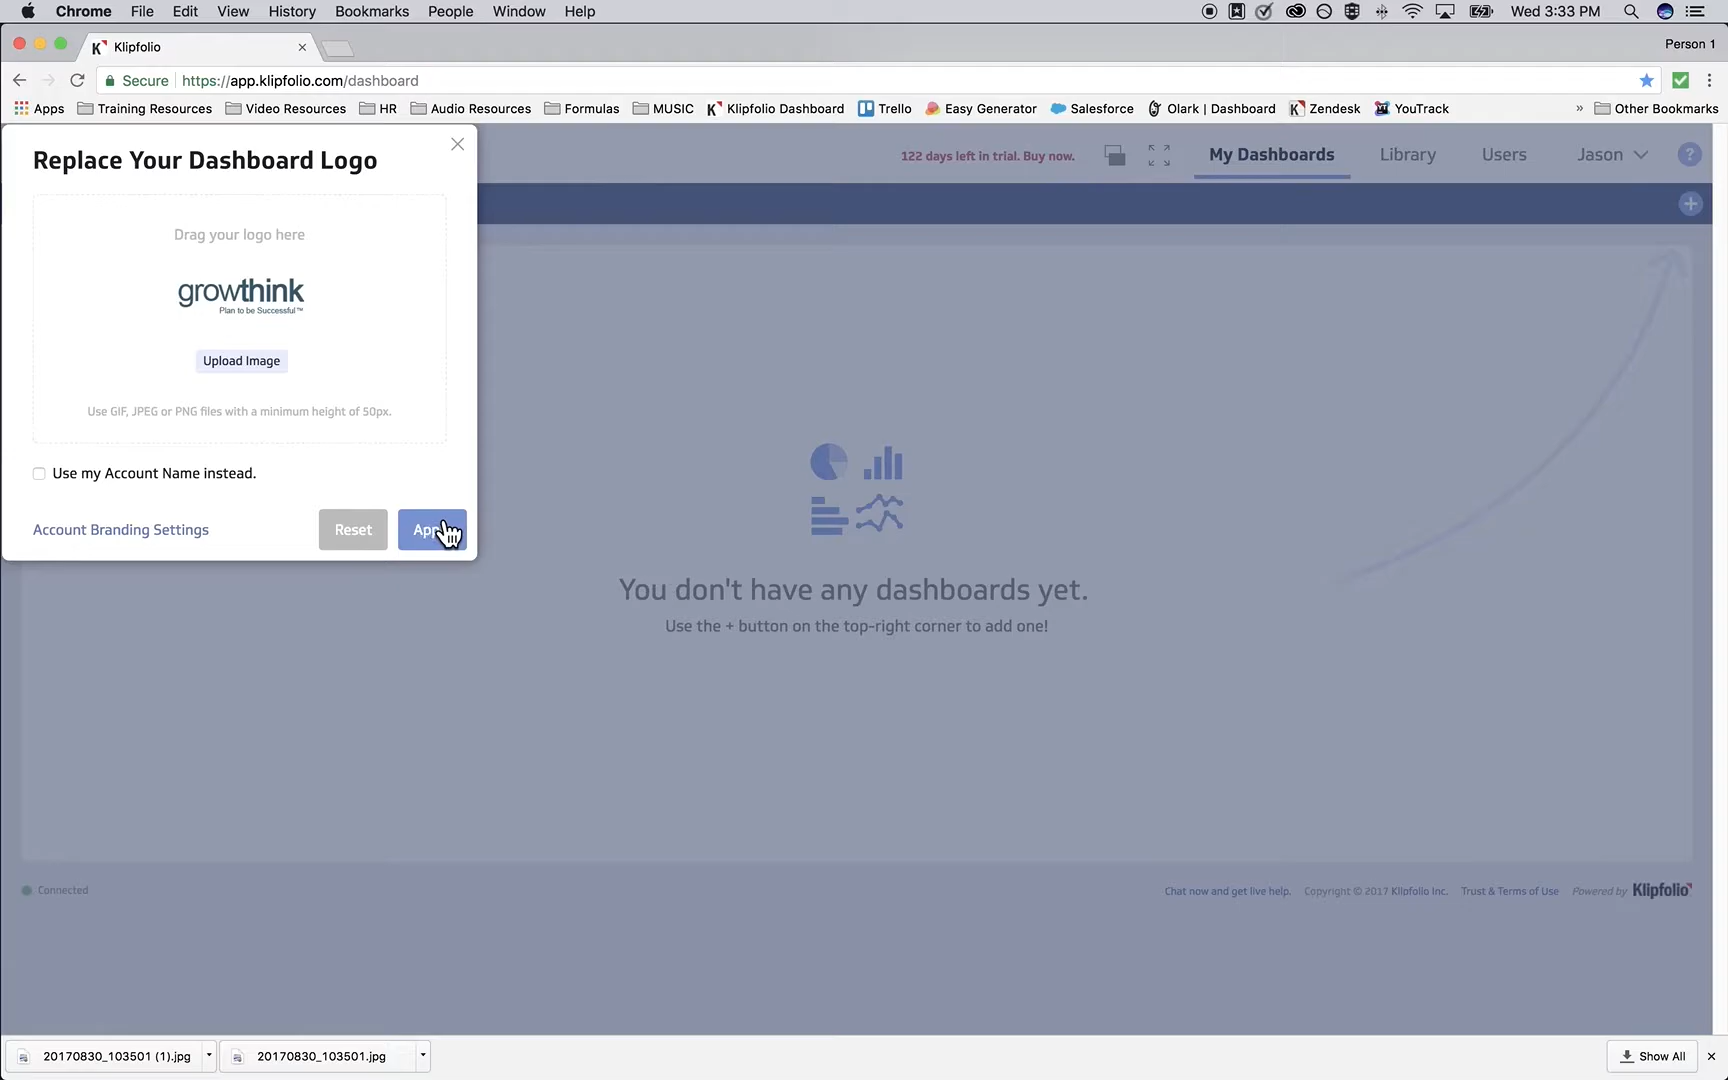 Chrome File Edit View History Bookmarks People Window Help Wed 3:33 PM
Klipfolio Person 1
Secure https://app.klipfolio.com/dashboard
Apps Training Resources Video Resources HR Audio Resources Formulas MUSIC Klipfolio Dashboard Trello Easy Generator Salesforce Olark | Dashboard Zendesk YouTrack » Other Bookmarks
Replace Your Dashboard Logo
122 days left in trial. Buy now. My Dashboards Library Users Jason ?
Drag your logo here
growthink
Plan to be Successful™
Upload Image
Use GIF, JPEG or PNG files with a minimum height of 50px.
Use my Account Name instead.
Account Branding Settings Reset
You don't have any dashboards yet.
Use the + button on the top-right corner to add one!
Connected Chat now and get live help. Copyright © 2017 Klipfolio Inc. Trust & Terms of Use Powered by Klipfolio
20170830_103501 (1).jpg 20170830_103501.jpg Show All